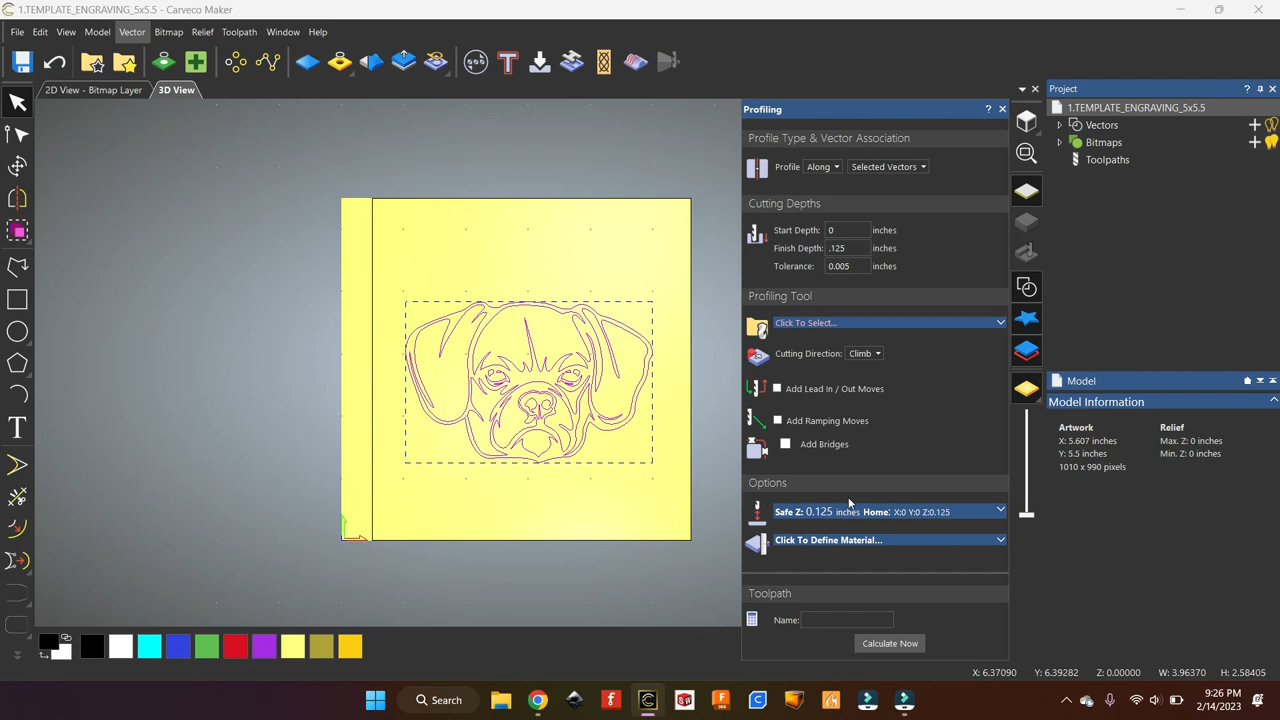 1.TEMPLATE_ENGRAVING_5x5.5 - Carveco Maker
File Edit View Model Vector Bitmap Relief Toolpath Window Help
2D View - Bitmap Layer 3D View
Profiling ?
Profile Type & Vector Association
Profile Along Selected Vectors
Cutting Depths
Start Depth: 0 inches
Finish Depth: .125 inches
Tolerance: 0.005 inches
Profiling Tool
Click To Select...
Cutting Direction: Climb
Add Lead In / Out Moves
Add Ramping Moves
Add Bridges
Options
Safe Z: 0.125 inches Home: X:0 Y:0 Z:0.125
Click To Define Material...
Toolpath
Name:
Calculate Now
Project ?
1.TEMPLATE_ENGRAVING_5x5.5
Vectors
Bitmaps
Toolpaths
Model
Model Information
Artwork Relief
X: 5.607 inches Max. Z: 0 inches
Y: 5.5 inches Min. Z: 0 inches
1010 x 990 pixels
X: 6.37090 Y: 6.39282 Z: 0.00000 W: 3.96370 H: 2.58405
Search
9:26 PM
2/14/2023